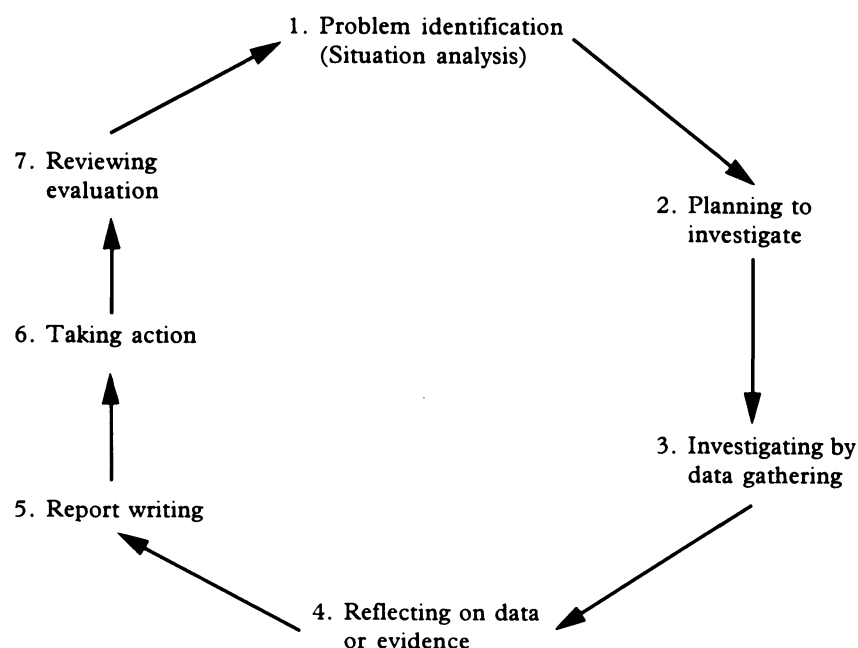 1. Problem identification
(Situation analysis)
2. Planning to
investigate
3. Investigating by
data gathering
4. Reflecting on data
or evidence
5. Report writing
6. Taking action
7. Reviewing
evaluation